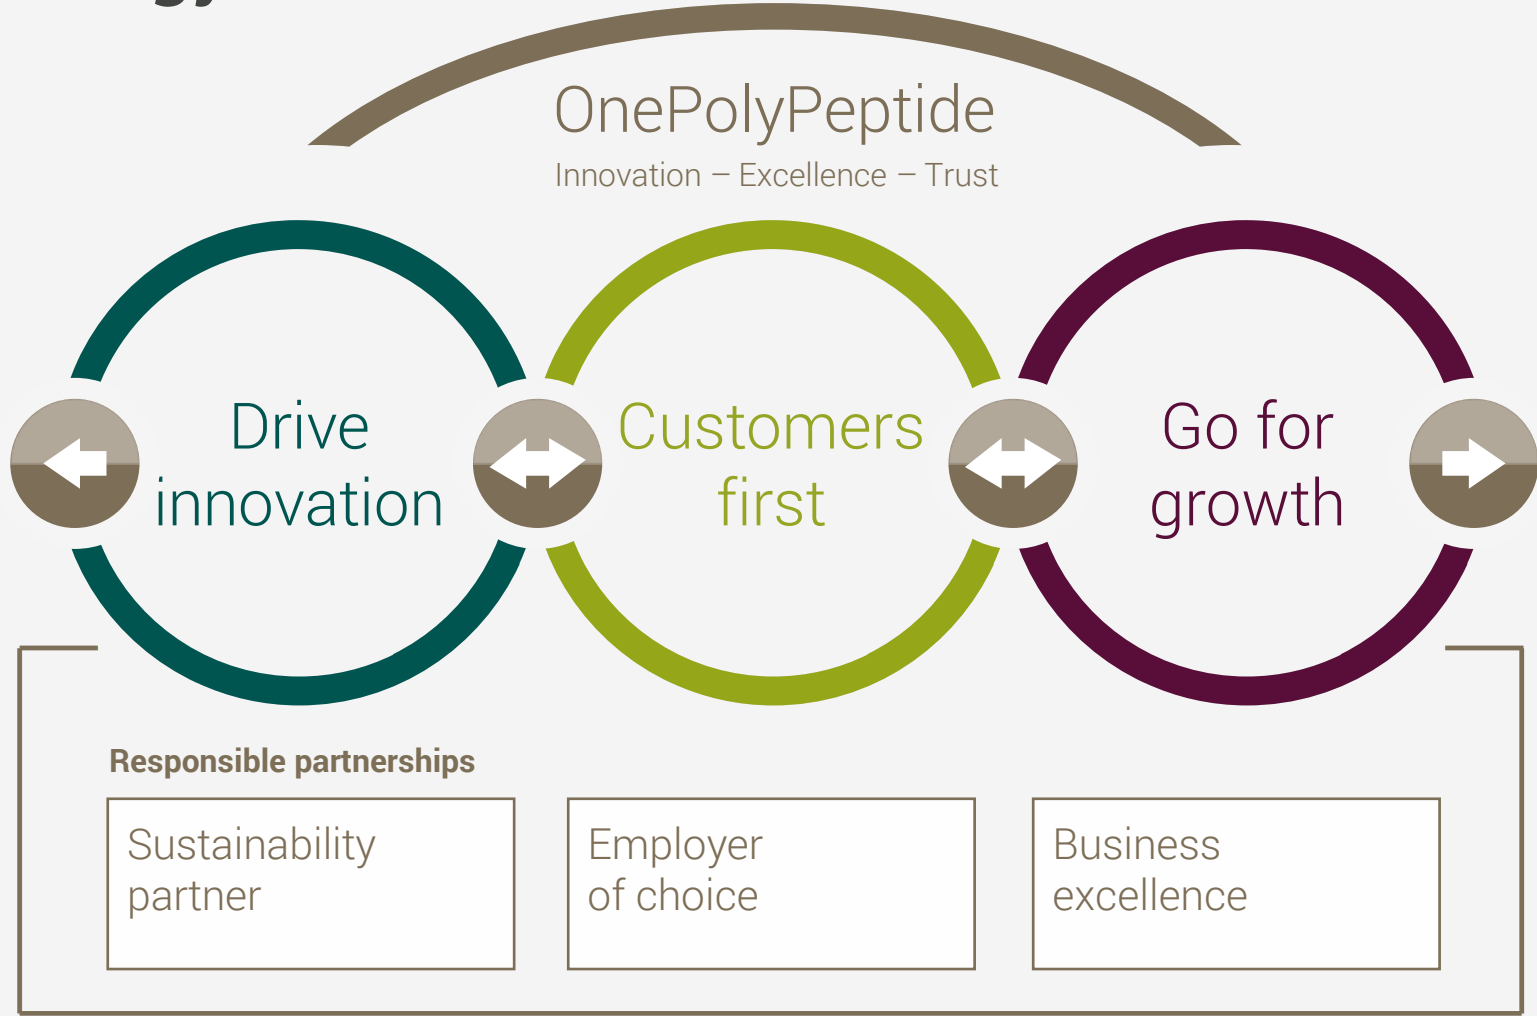 OnePolyPeptide
Innovation – Excellence – Trust
Drive
innovation
Customers
first
Go for
growth
Responsible partnerships
Sustainability
partner
Employer
of choice
Business
excellence